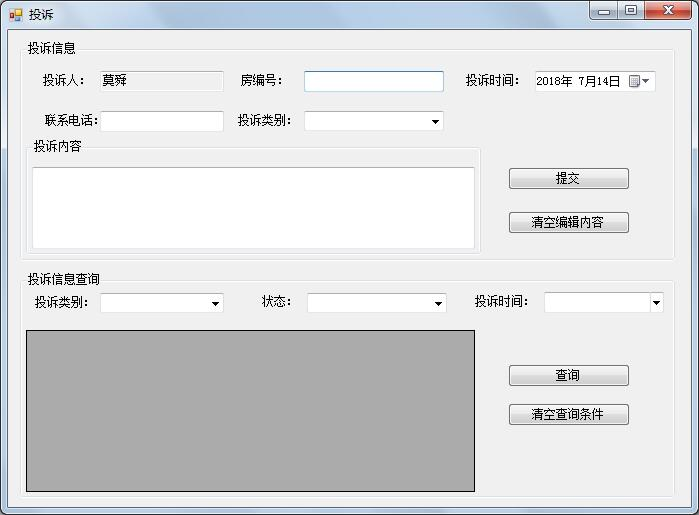 投诉
投诉信息
投诉人： 莫舜 房编号： 投诉时间： 2018年 7月14日
联系电话： 投诉类别：
投诉内容
提交
清空编辑内容
投诉信息查询
投诉类别： 状态： 投诉时间：
查询
清空查询条件